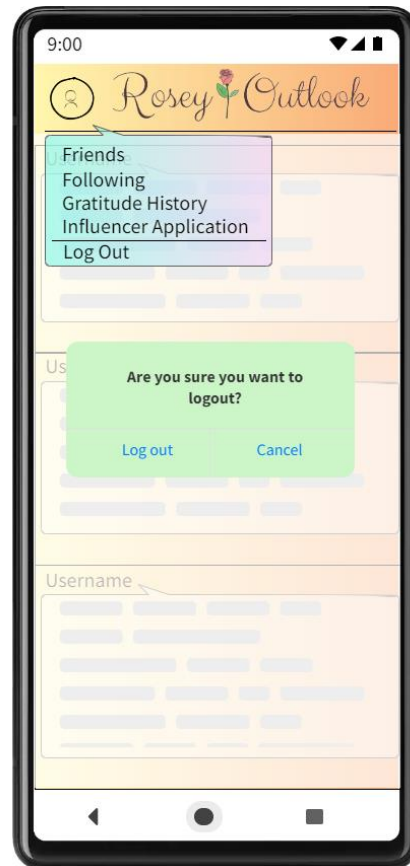 9:00
Rosey Outlook
Username
Friends
Following
Gratitude History
Influencer Application
Log Out
Us
Are you sure you want to
logout?
Log out Cancel
Username